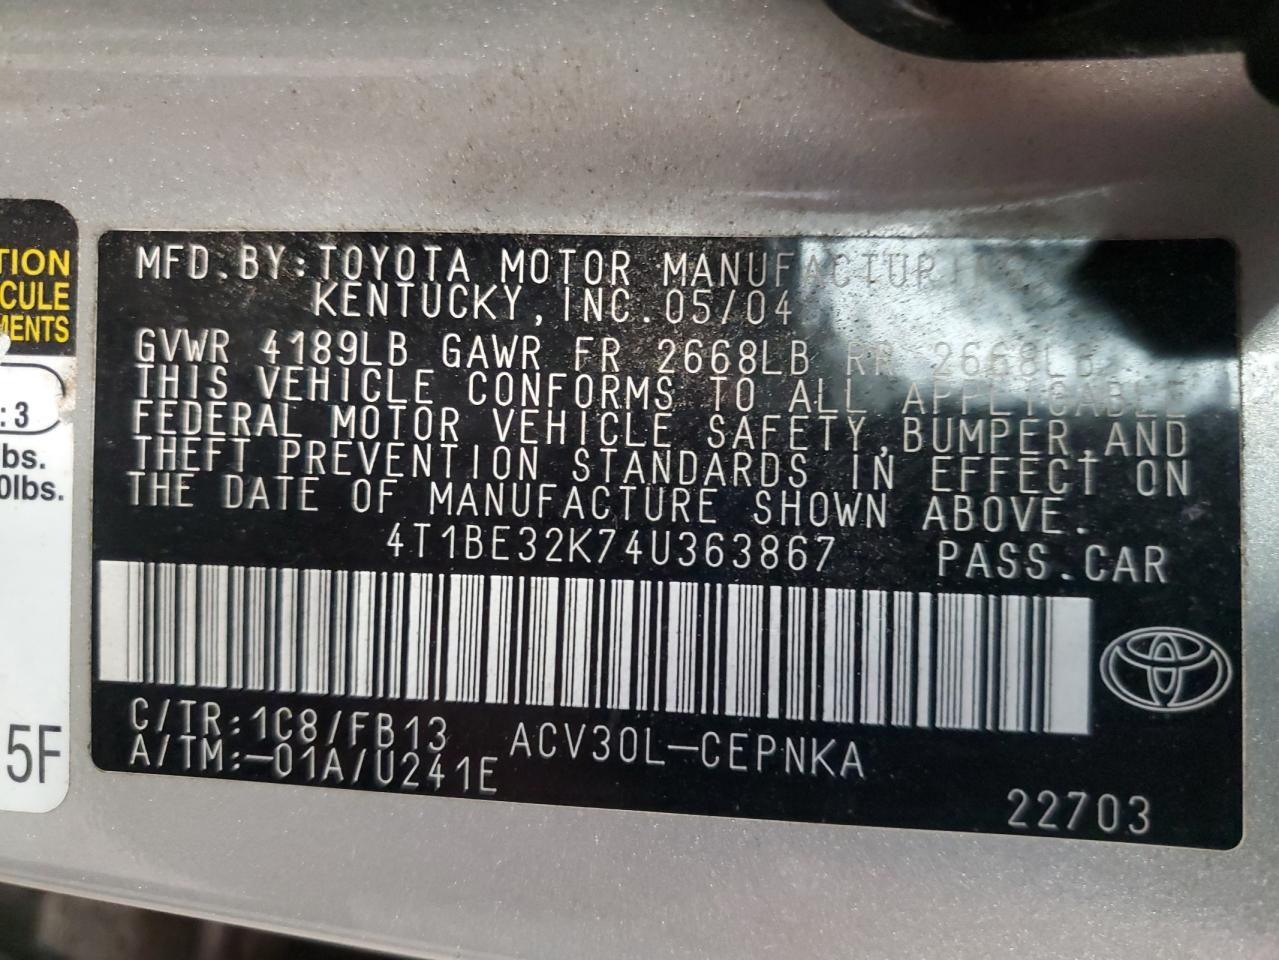 TION
CULE
MENTS
: 3
bs.
0lbs.
5F
MFD. BY: TOYOTA MOTOR MANUFACTURING
KENTUCKY, INC. 05/04
GVWR 4189LB GAWR FR 2668LB RR 2668LB
THIS VEHICLE CONFORMS TO ALL APPLICABLE
FEDERAL MOTOR VEHICLE SAFETY, BUMPER, AND
THEFT PREVENTION STANDARDS IN EFFECT ON
THE DATE OF MANUFACTURE SHOWN ABOVE.
4T1BE32K74U363867 PASS. CAR
C/TR: 1C8/FB13 ACV30L-CEPNKA
A/TM: -01A/U241E
22703